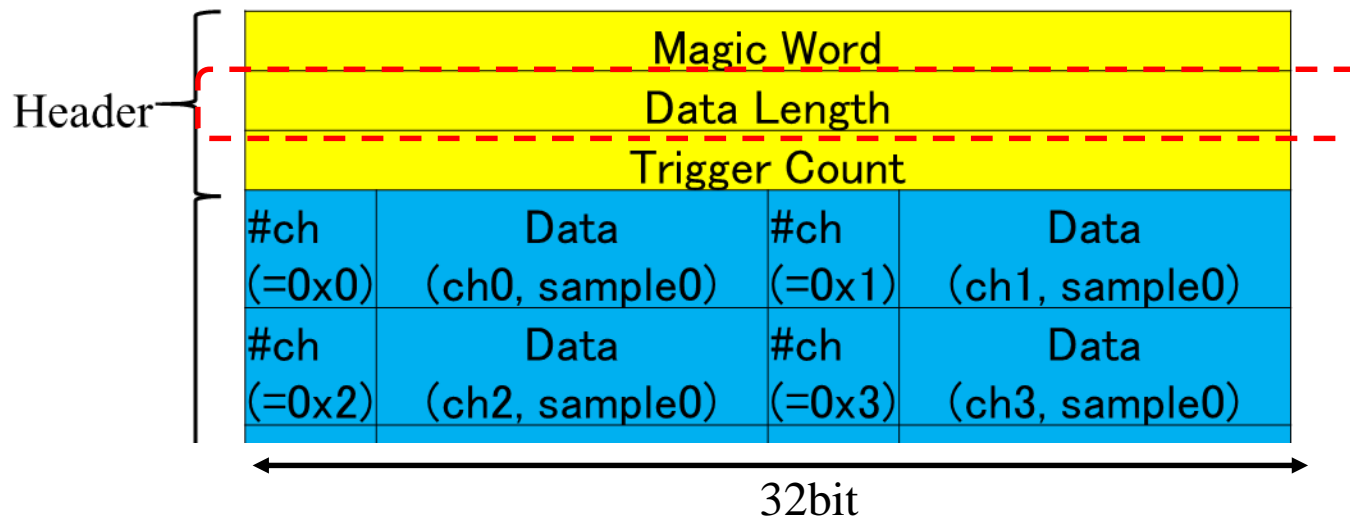 Magic Word
Header
Data Length
Trigger Count
#ch Data #ch Data
(=0x0) (ch0, sample0) (=0x1) (ch1, sample0)
#ch Data #ch Data
(=0x2) (ch2, sample0) (=0x3) (ch3, sample0)
32bit